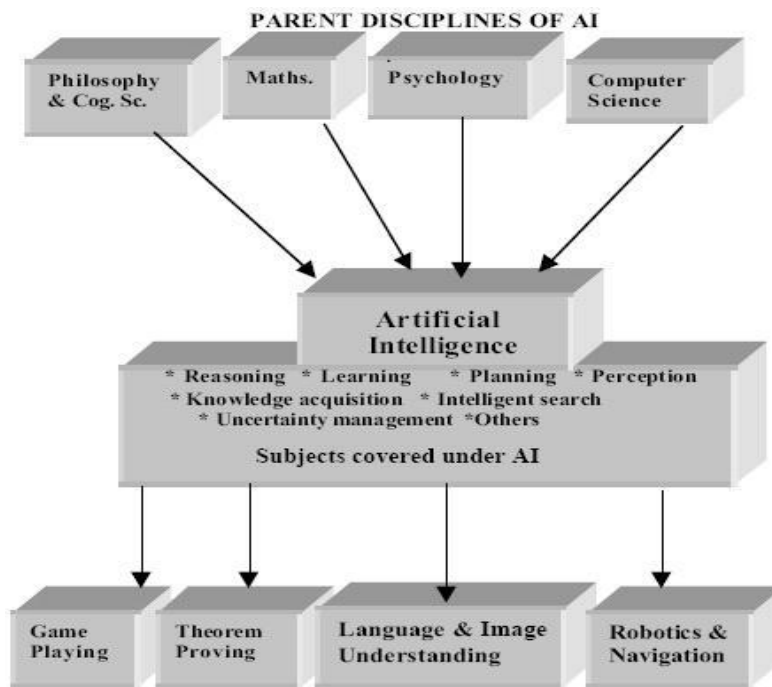 PARENT DISCIPLINES OF AI
Philosophy
& Cog. Sc.
Maths.
Psychology
Computer
Science
Artificial
Intelligence
* Reasoning * Learning * Planning * Perception
* Knowledge acquisition * Intelligent search
* Uncertainty management *Others
Subjects covered under AI
Game
Playing
Theorem
Proving
Language & Image
Understanding
Robotics &
Navigation